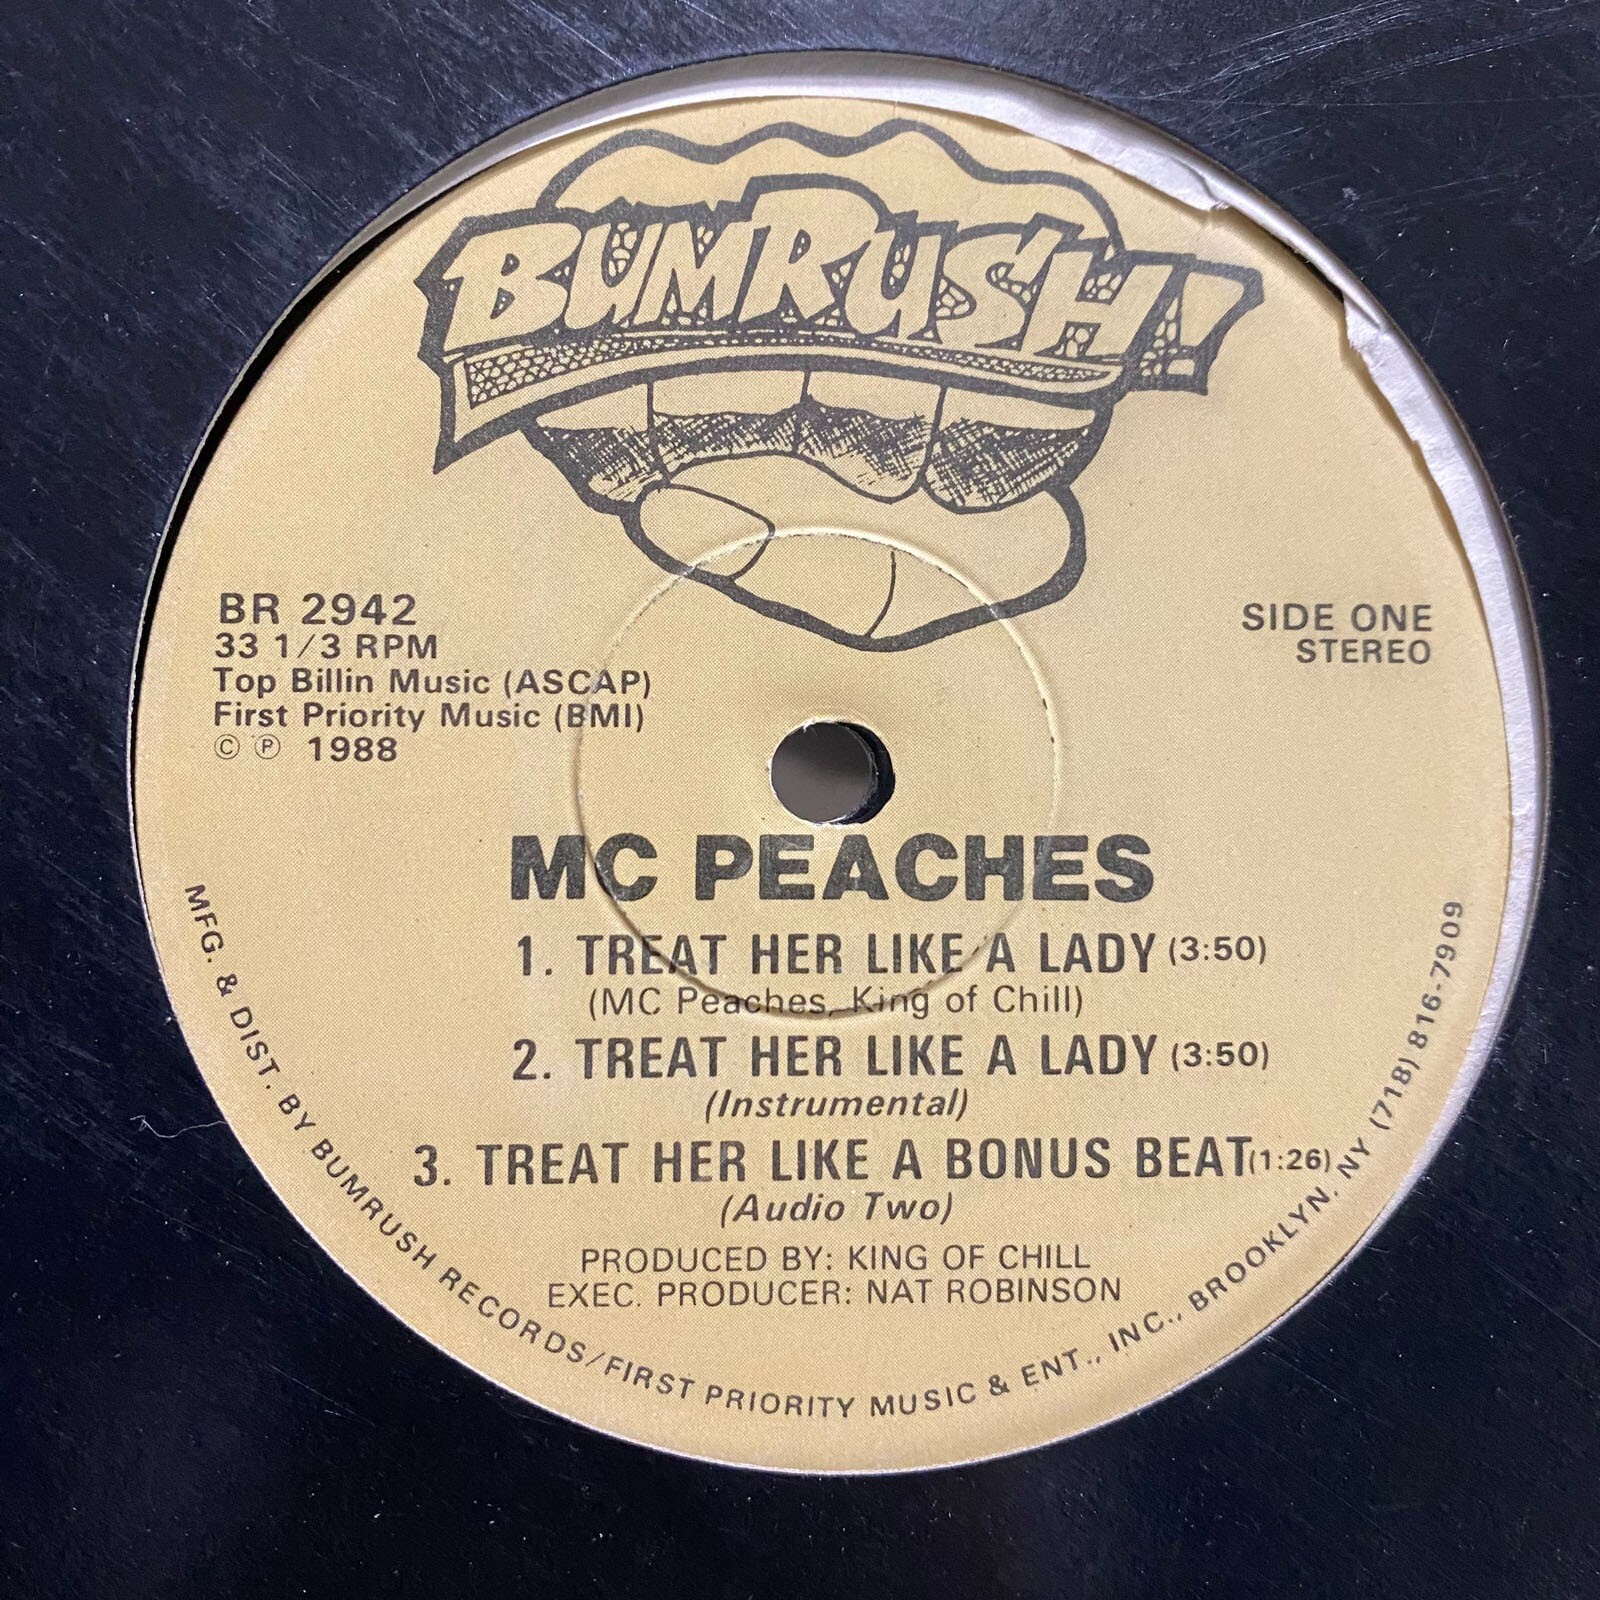 BUMRUSH!
BR 2942
33 1/3 RPM
Top Billin Music (ASCAP)
First Priority Music (BMI)
© ℗ 1988
SIDE ONE
STEREO
MC PEACHES
1. TREAT HER LIKE A LADY (3:50)
(MC Peaches, King of Chill)
2. TREAT HER LIKE A LADY (3:50)
(Instrumental)
3. TREAT HER LIKE A BONUS BEAT (1:26)
(Audio Two)
PRODUCED BY: KING OF CHILL
EXEC. PRODUCER: NAT ROBINSON
MFG. & DIST. BY BUMRUSH RECORDS/FIRST PRIORITY MUSIC & ENT., INC., BROOKLYN, NY (718) 816-7909